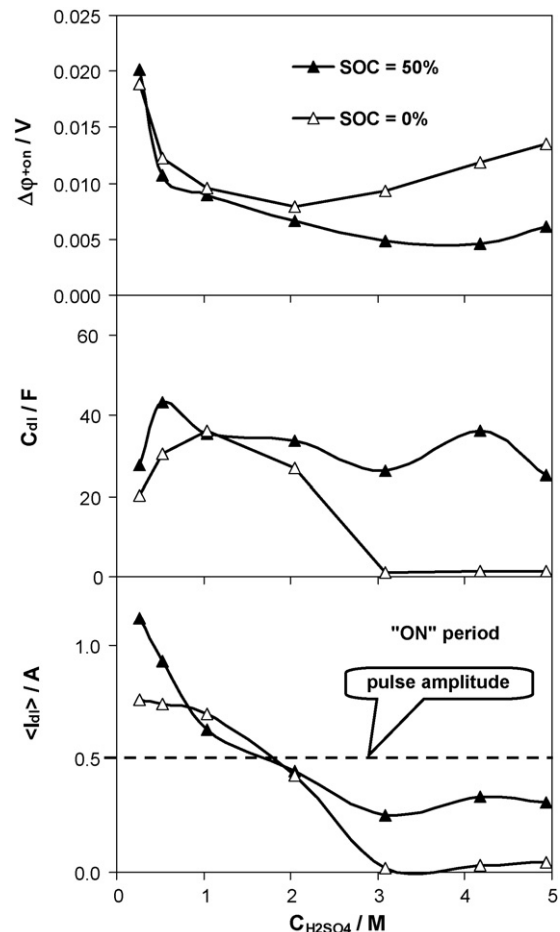 0.025
0.020
0.015
0.010
0.005
0.000
Δφ+on / V
SOC = 50%
SOC = 0%
60
40
20
0
Cdl / F
1.0
0.5
0.0
<Idl> / A
"ON" period
pulse amplitude
0 1 2 3 4 5
CH2SO4 / M